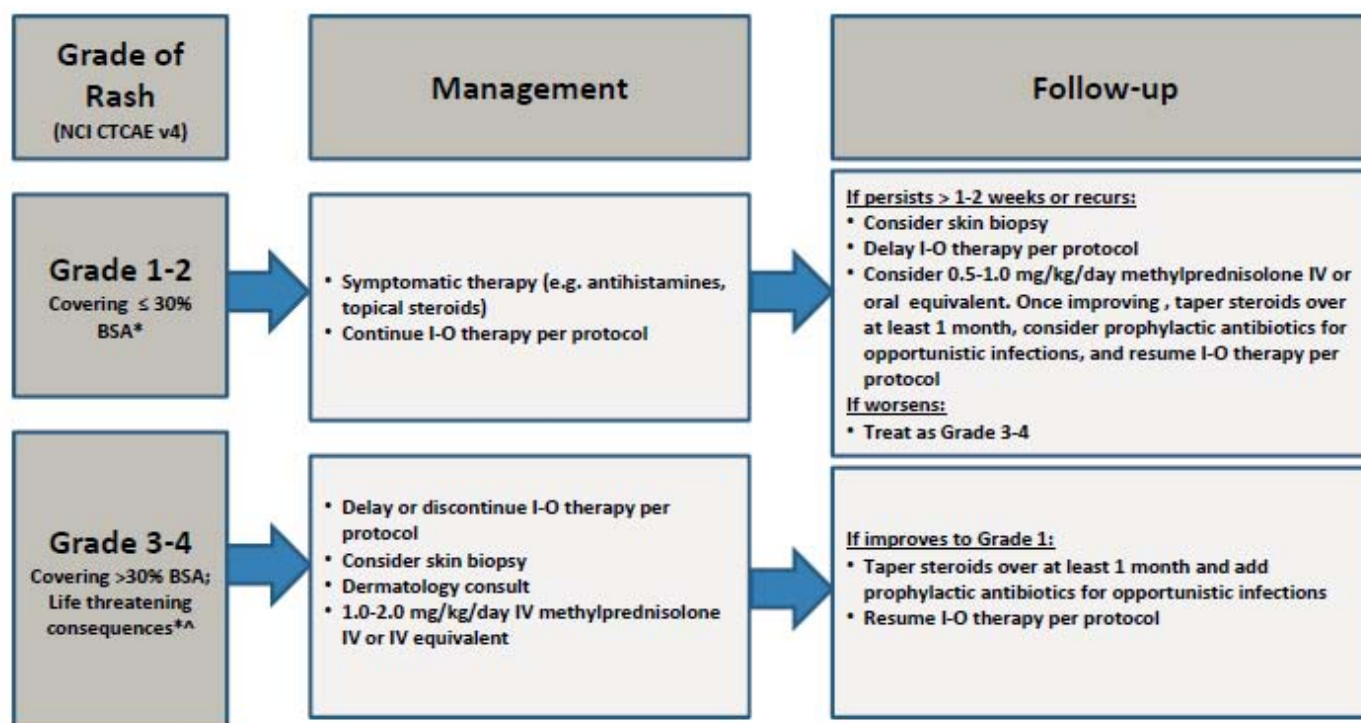 Grade of
Rash
(NCI CTCAE v4)
Management
Follow-up
Grade 1-2
Covering ≤ 30%
BSA*
• Symptomatic therapy (e.g. antihistamines,
topical steroids)
• Continue I-O therapy per protocol
If persists > 1-2 weeks or recurs:
• Consider skin biopsy
• Delay I-O therapy per protocol
• Consider 0.5-1.0 mg/kg/day methylprednisolone IV or
oral equivalent. Once improving , taper steroids over
at least 1 month, consider prophylactic antibiotics for
opportunistic infections, and resume I-O therapy per
protocol
If worsens:
• Treat as Grade 3-4
Grade 3-4
Covering >30% BSA;
Life threatening
consequences*^
• Delay or discontinue I-O therapy per
protocol
• Consider skin biopsy
• Dermatology consult
• 1.0-2.0 mg/kg/day IV methylprednisolone
IV or IV equivalent
If improves to Grade 1:
• Taper steroids over at least 1 month and add
prophylactic antibiotics for opportunistic infections
• Resume I-O therapy per protocol